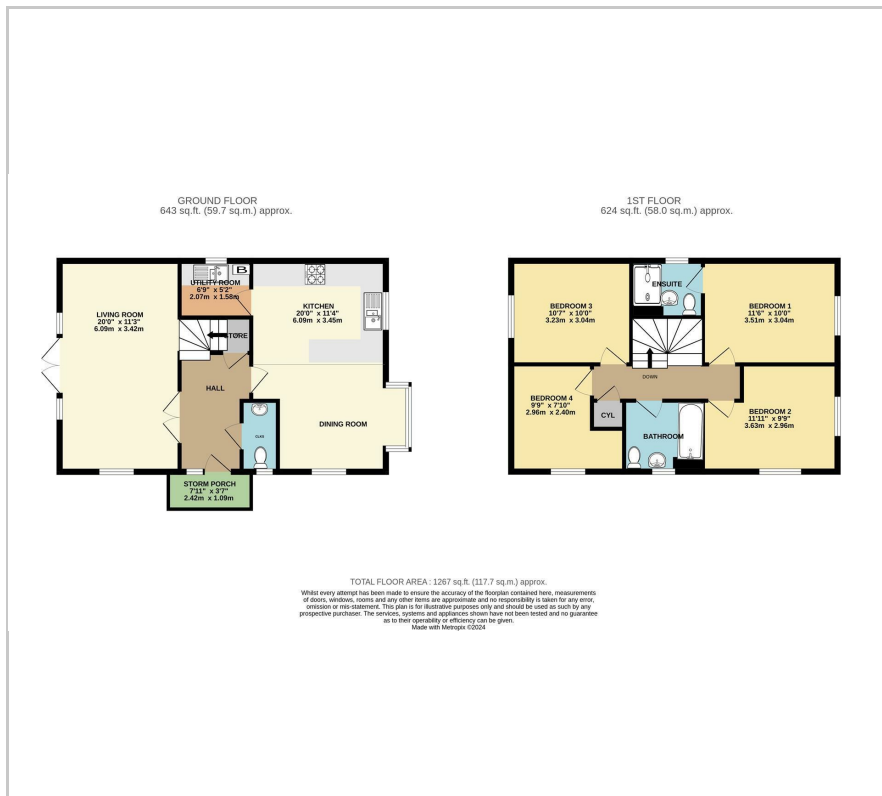 GROUND FLOOR
643 sq.ft. (59.7 sq.m.) approx.
LIVING ROOM
20'0" x 11'3"
6.09m x 3.42m
B
UTILITY ROOM
6'9" x 5'2"
2.07m x 1.58m
KITCHEN
20'0" x 11'4"
6.09m x 3.45m
STORE
HALL
DINING ROOM
STORM PORCH
7'11" x 3'7"
2.42m x 1.09m
1ST FLOOR
624 sq.ft. (58.0 sq.m.) approx.
BEDROOM 3
10'7" x 10'0"
3.23m x 3.04m
ENSUITE
BEDROOM 1
11'6" x 10'0"
3.51m x 3.04m
DOWN
BEDROOM 4
9'9" x 7'10"
2.96m x 2.40m
CYL
BATHROOM
BEDROOM 2
11'11" x 9'9"
3.63m x 2.96m
TOTAL FLOOR AREA : 1267 sq.ft. (117.7 sq.m.) approx.
Whilst every attempt has been made to ensure the accuracy of the floorplan contained here, measurements
of doors, windows, rooms and any other items are approximate and no responsibility is taken for any error,
omission or mis-statement. This plan is for illustrative purposes only and should be used as such by any
prospective purchaser. The services, systems and appliances shown have not been tested and no guarantee
as to their operability or efficiency can be given.
Made with Metropix ©2024